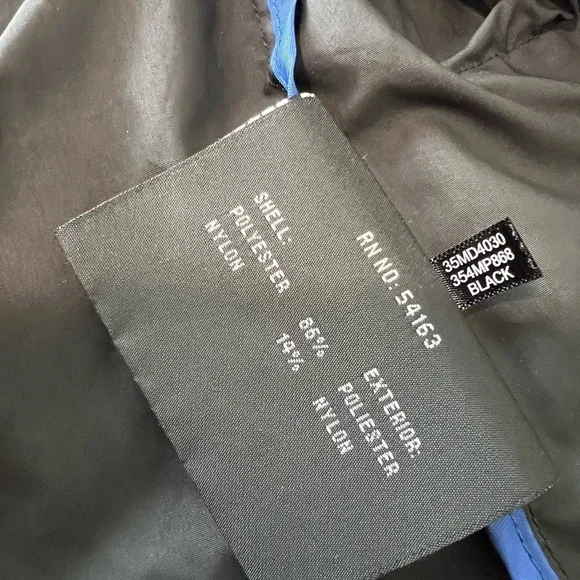 RN NO: 54163
SHELL:
POLYESTER 86%
NYLON 14%
EXTERIOR:
POLIESTER
NYLON
35MD4030
354MP868
BLACK